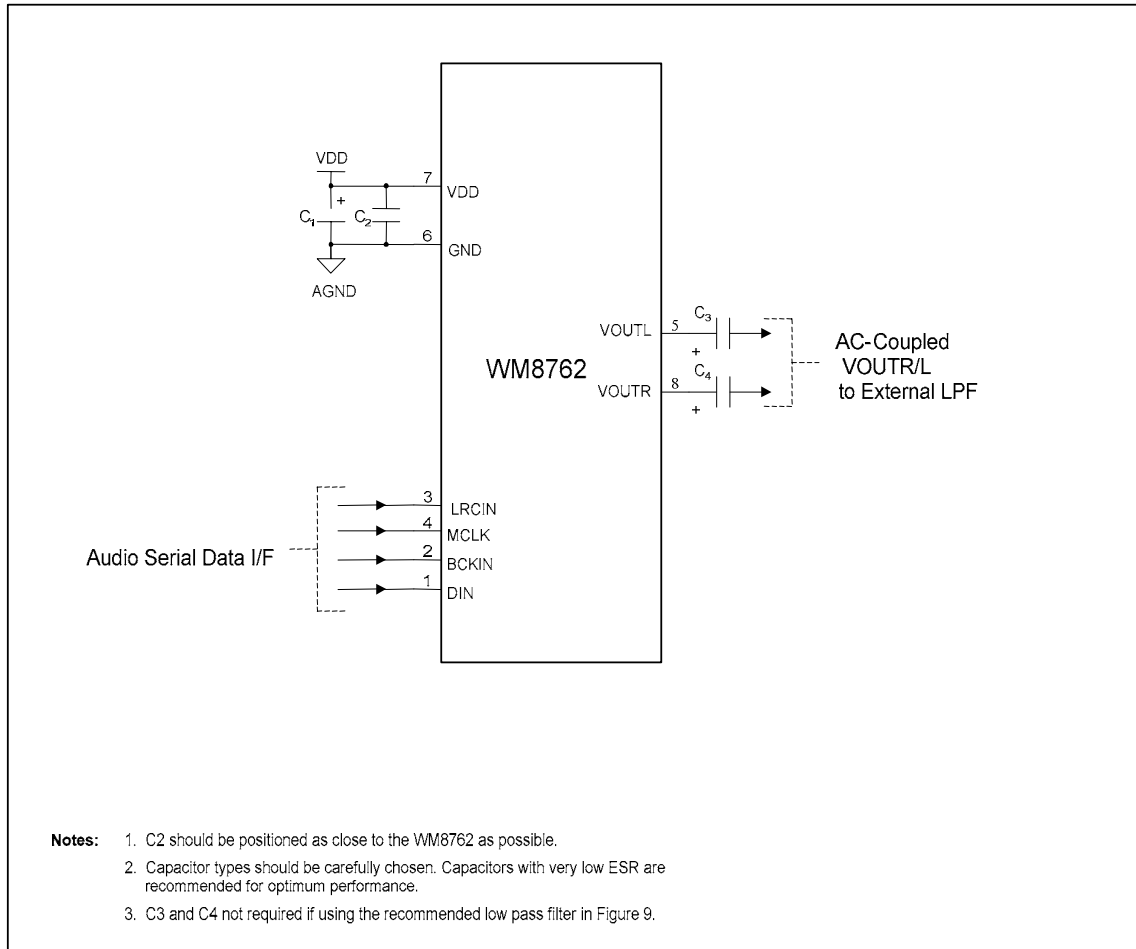 VDD
7
VDD
+
C₁
C₂
6
GND
AGND
WM8762
VOUTL
5
C₃
+
VOUTR
8
C₄
+
AC-Coupled
VOUTR/L
to External LPF
Audio Serial Data I/F
3
LRCIN
4
MCLK
2
BCKIN
1
DIN
Notes: 1. C2 should be positioned as close to the WM8762 as possible.
2. Capacitor types should be carefully chosen. Capacitors with very low ESR are
recommended for optimum performance.
3. C3 and C4 not required if using the recommended low pass filter in Figure 9.